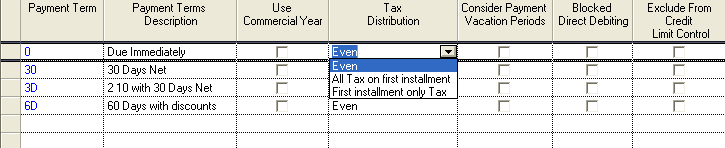 Payment Term Payment Terms Description Use Commercial Year Tax Distribution Consider Payment Vacation Periods Blocked Direct Debiting Exclude From Credit Limit Control
0 Due Immediately Even
Even
30 30 Days Net All Tax on first installment
3D 2 10 with 30 Days Net First installment only Tax
6D 60 Days with discounts Even